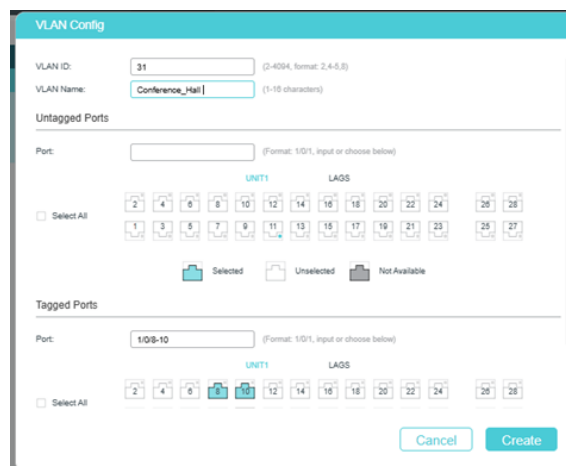 VLAN Config
VLAN ID: 31 (2-4094, format: 2,4-5,8)
VLAN Name: Conference_Hall (1-16 characters)
Untagged Ports
Port: (Format: 1/0/1, input or choose below)
UNIT1 LAGS
2 4 6 8 10 12 14 16 18 20 22 24 26 28
Select All
1 3 5 7 9 11 13 15 17 19 21 23 25 27
Selected Unselected Not Available
Tagged Ports
Port: 1/0/8-10 (Format: 1/0/1, input or choose below)
UNIT1 LAGS
2 4 6 8 10 12 14 16 18 20 22 24 26 28
Select All
Cancel Create